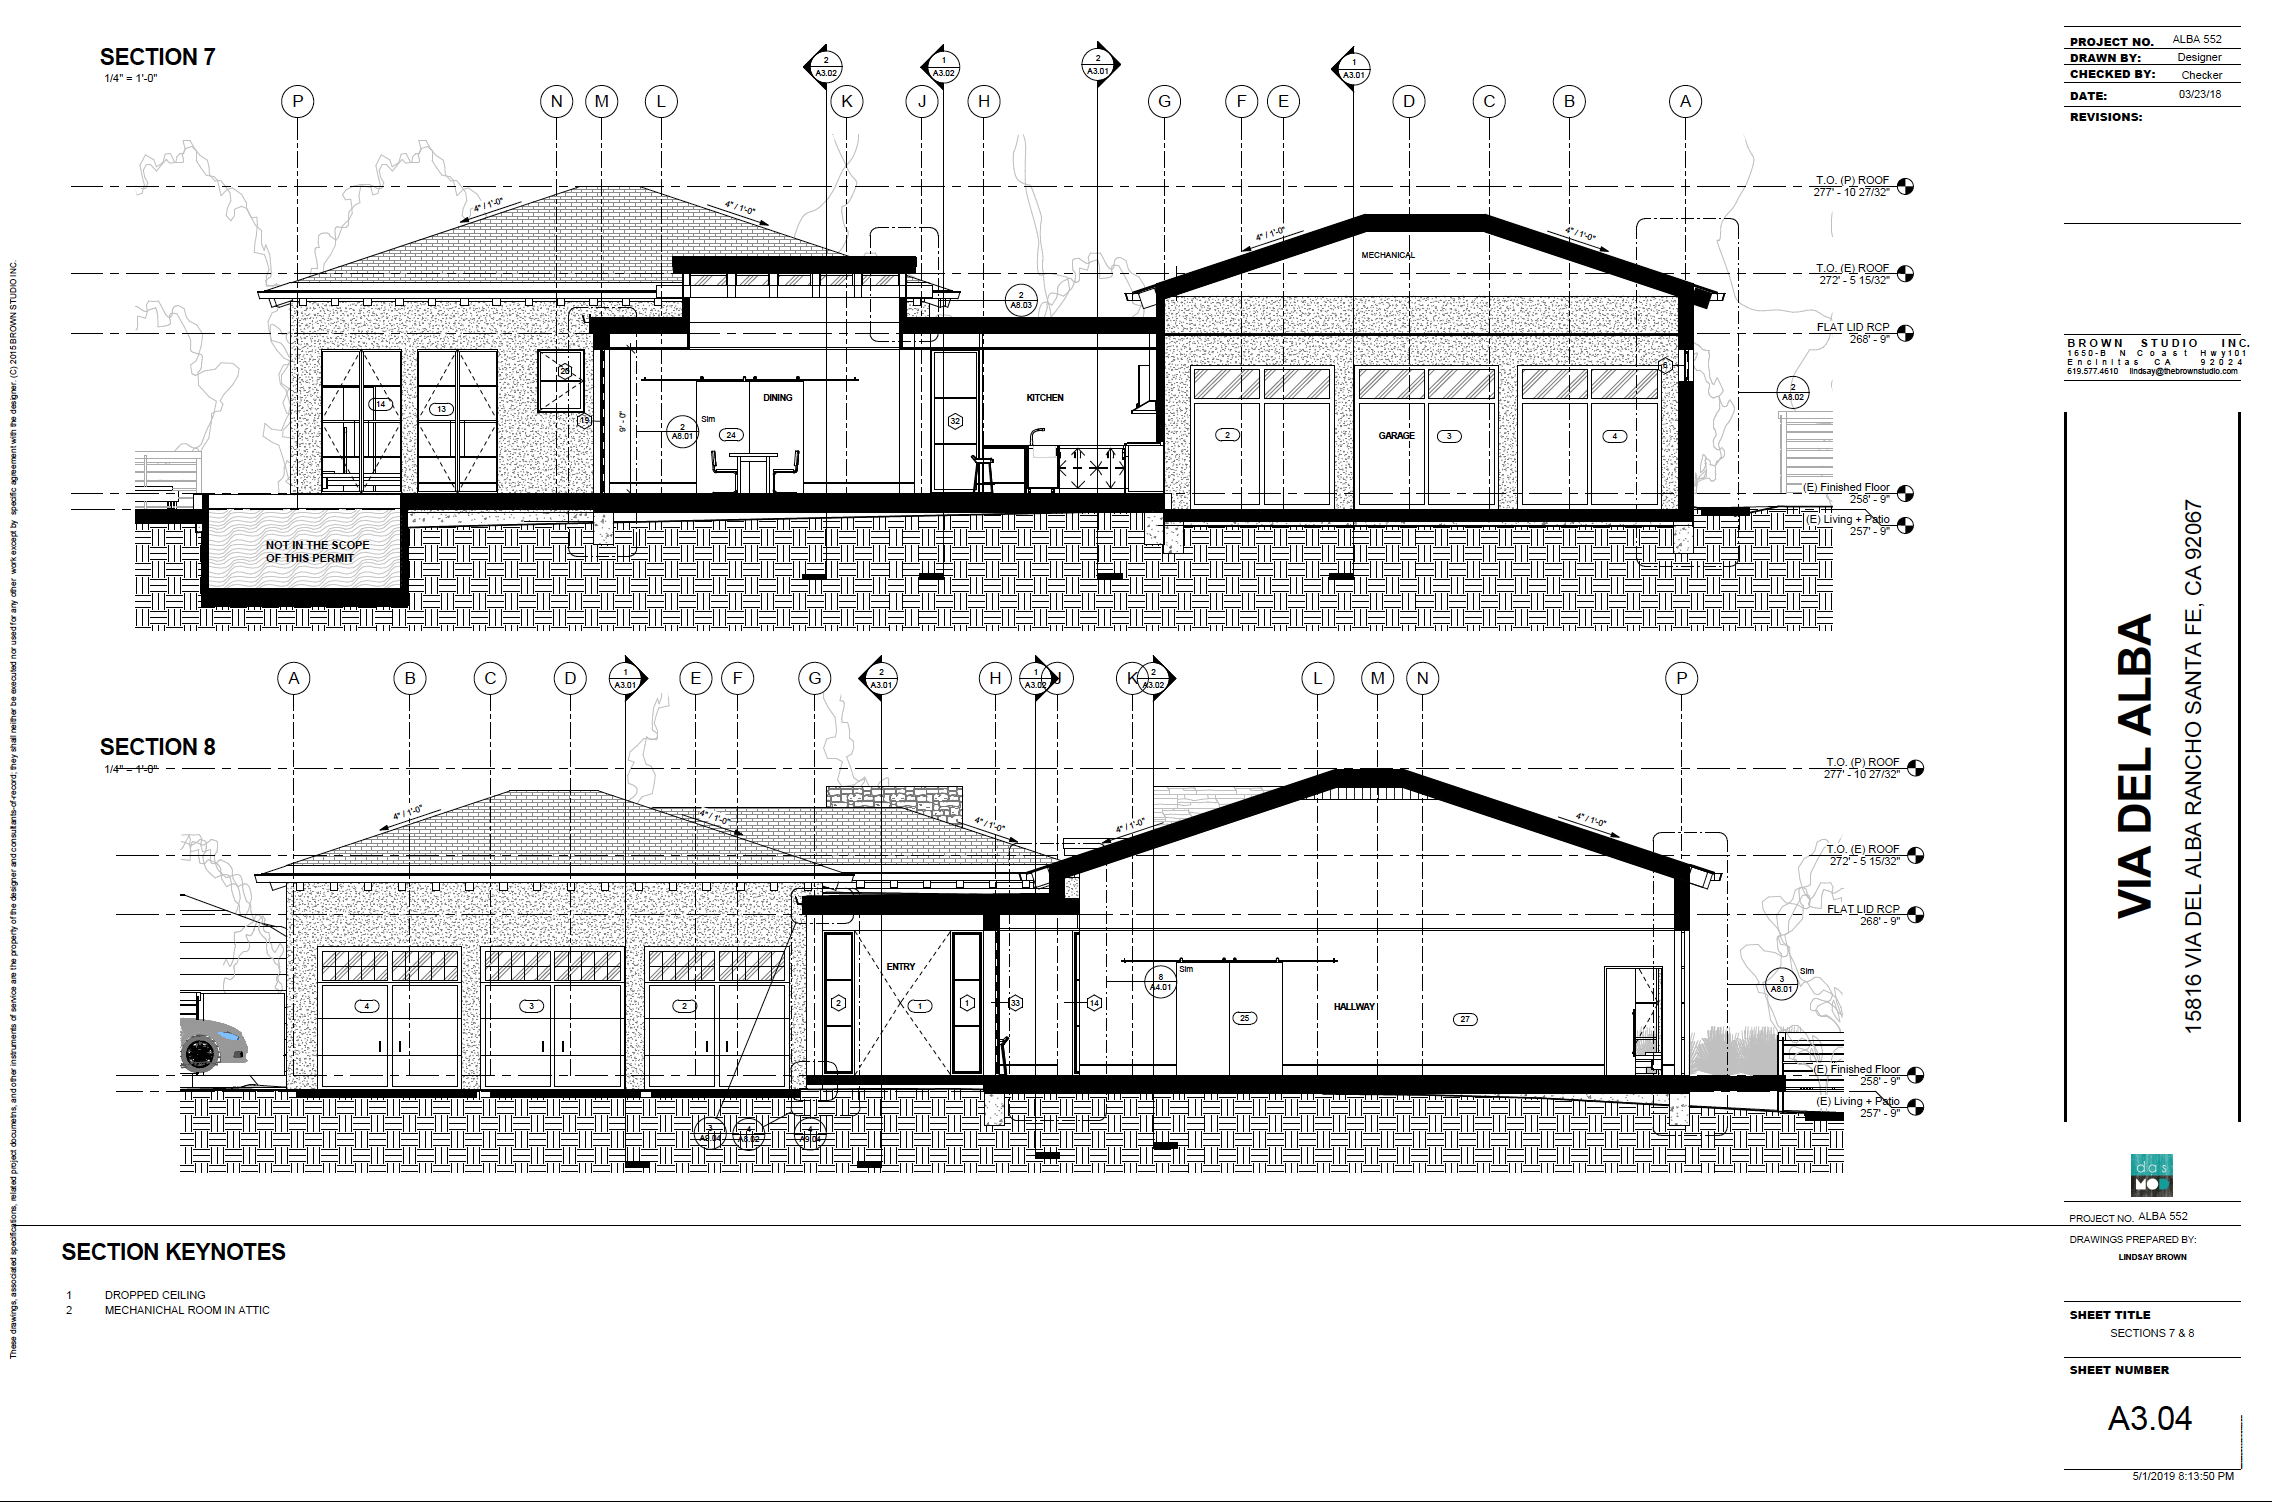 SECTION 7
1/4" = 1'-0"
2
A3.02
1
A3.02
2
A3.01
1
A3.01
P
N
M
L
K
J
H
G
F
E
D
C
B
A
T.O. (P) ROOF
277' - 10 27/32"
4" / 1'-0"
4" / 1'-0"
4" / 1'-0"
4" / 1'-0"
MECHANICAL
T.O. (E) ROOF
272' - 5 15/32"
2
A8.03
FLAT LID RCP
268' - 9"
26
14
13
19
9' - 0"
2
A8.01
Sim
DINING
24
32
KITCHEN
2
GARAGE
3
4
2
A8.02
(E) Finished Floor
258' - 9"
(E) Living + Patio
257' - 9"
NOT IN THE SCOPE
OF THIS PERMIT
A
B
C
D
1
A3.01
E
F
G
2
A3.01
H
1
A3.02
J
K
2
A3.02
L
M
N
P
SECTION 8
1/4" = 1'-0"
T.O. (P) ROOF
277' - 10 27/32"
4" / 1'-0"
4" / 1'-0"
4" / 1'-0"
4" / 1'-0"
4" / 1'-0"
T.O. (E) ROOF
272' - 5 15/32"
FLAT LID RCP
268' - 9"
ENTRY
4
3
2
2
1
1
33
14
8
A4.01
Sim
HALLWAY
25
27
3
A8.01
Sim
(E) Finished Floor
258' - 9"
(E) Living + Patio
257' - 9"
3
A9.04
4
A8.02
4
A9.04
SECTION KEYNOTES
1 DROPPED CEILING
2 MECHANICHAL ROOM IN ATTIC
These drawings, associated specifications, related project documetns, and other instruments of service are the property of the designer and consultants of record; they shall neither be executed nor used for any other work except by specific agreement with the designer. (C) 2015 BROWN STUDIO INC.
PROJECT NO. ALBA 552
DRAWN BY: Designer
CHECKED BY: Checker
DATE: 03/23/18
REVISIONS:
BROWN STUDIO INC.
1650-B N Coast Hwy101
Encinitas CA 92024
619.577.4610 lindsay@thebrownstudio.com
VIA DEL ALBA
15816 VIA DEL ALBA RANCHO SANTA FE, CA 92067
das
MOD
PROJECT NO. ALBA 552
DRAWINGS PREPARED BY:
LINDSAY BROWN
SHEET TITLE
SECTIONS 7 & 8
SHEET NUMBER
A3.04
5/1/2019 8:13:50 PM